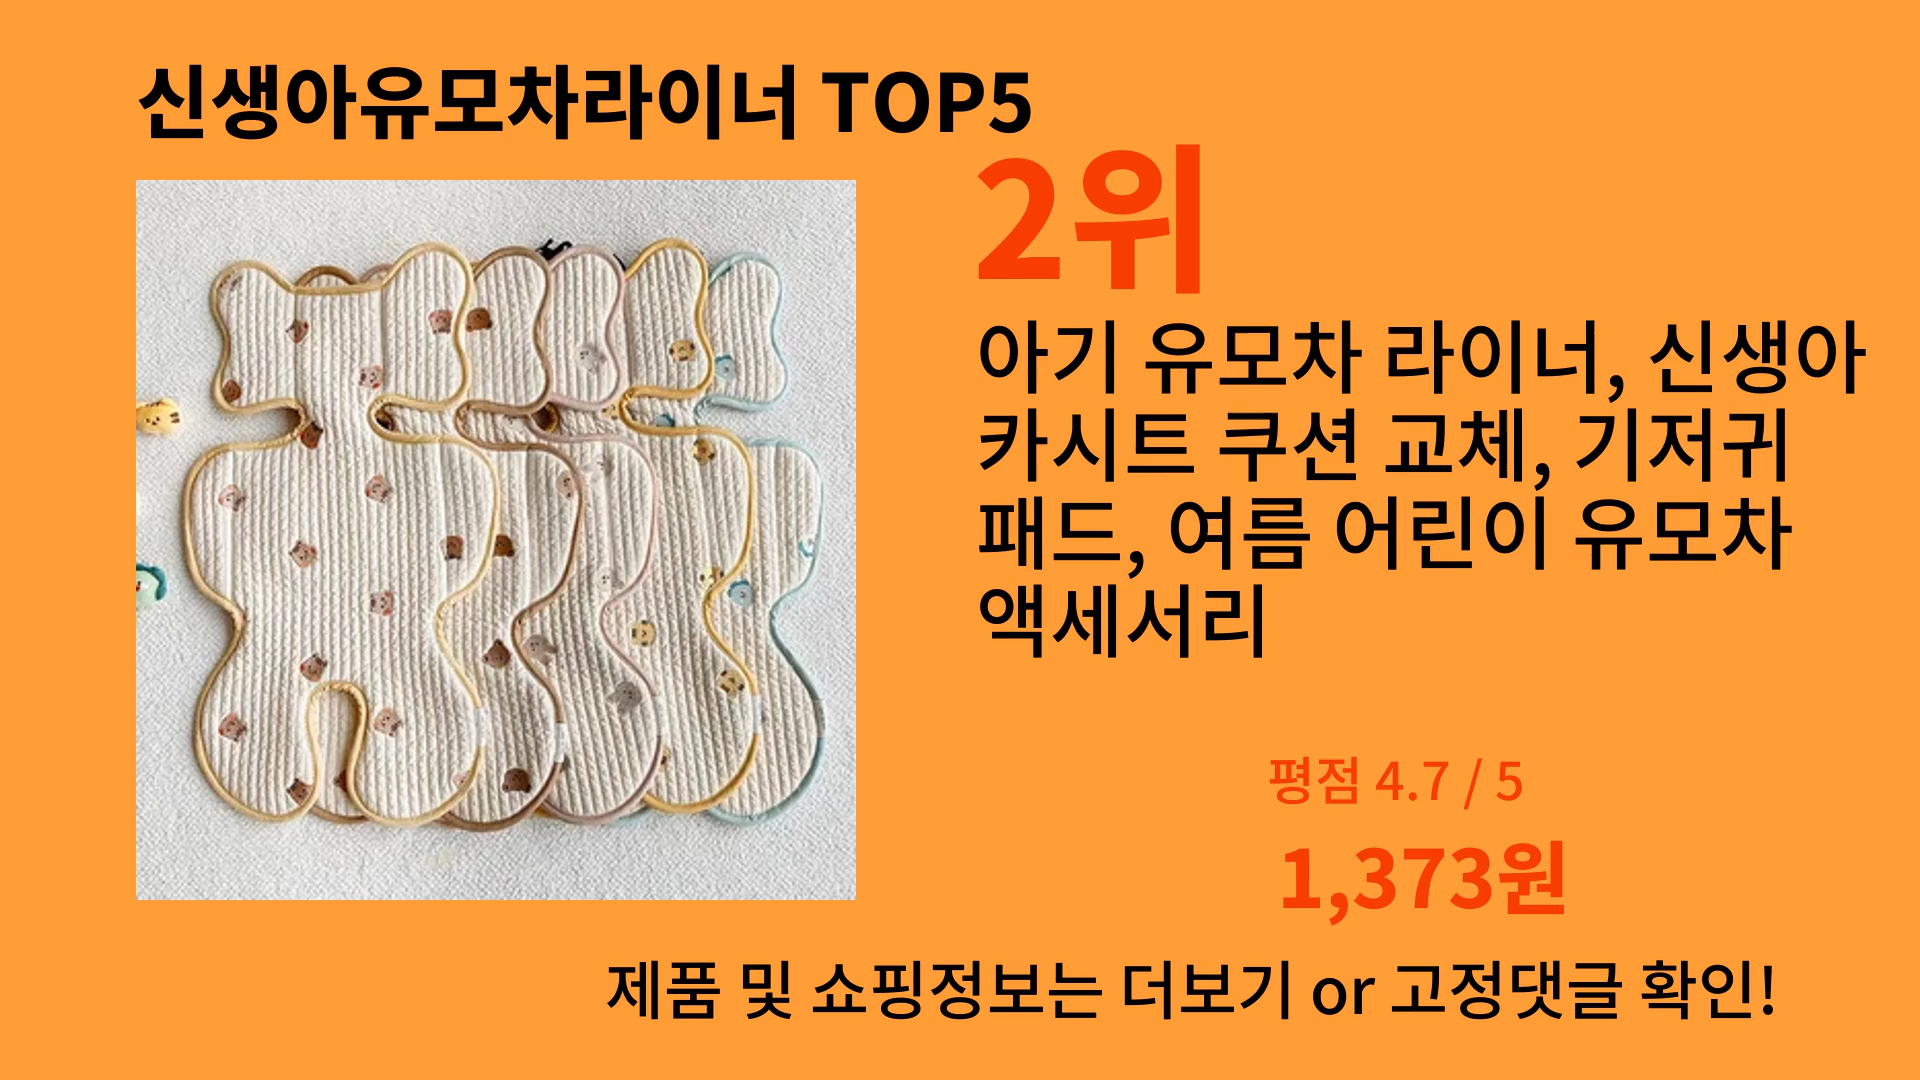 신생아유모차라이너 TOP5
2위
아기 유모차 라이너, 신생아
카시트 쿠션 교체, 기저귀
패드, 여름 어린이 유모차
액세서리
평점 4.7 / 5
1,373원
제품 및 쇼핑정보는 더보기 or 고정댓글 확인!